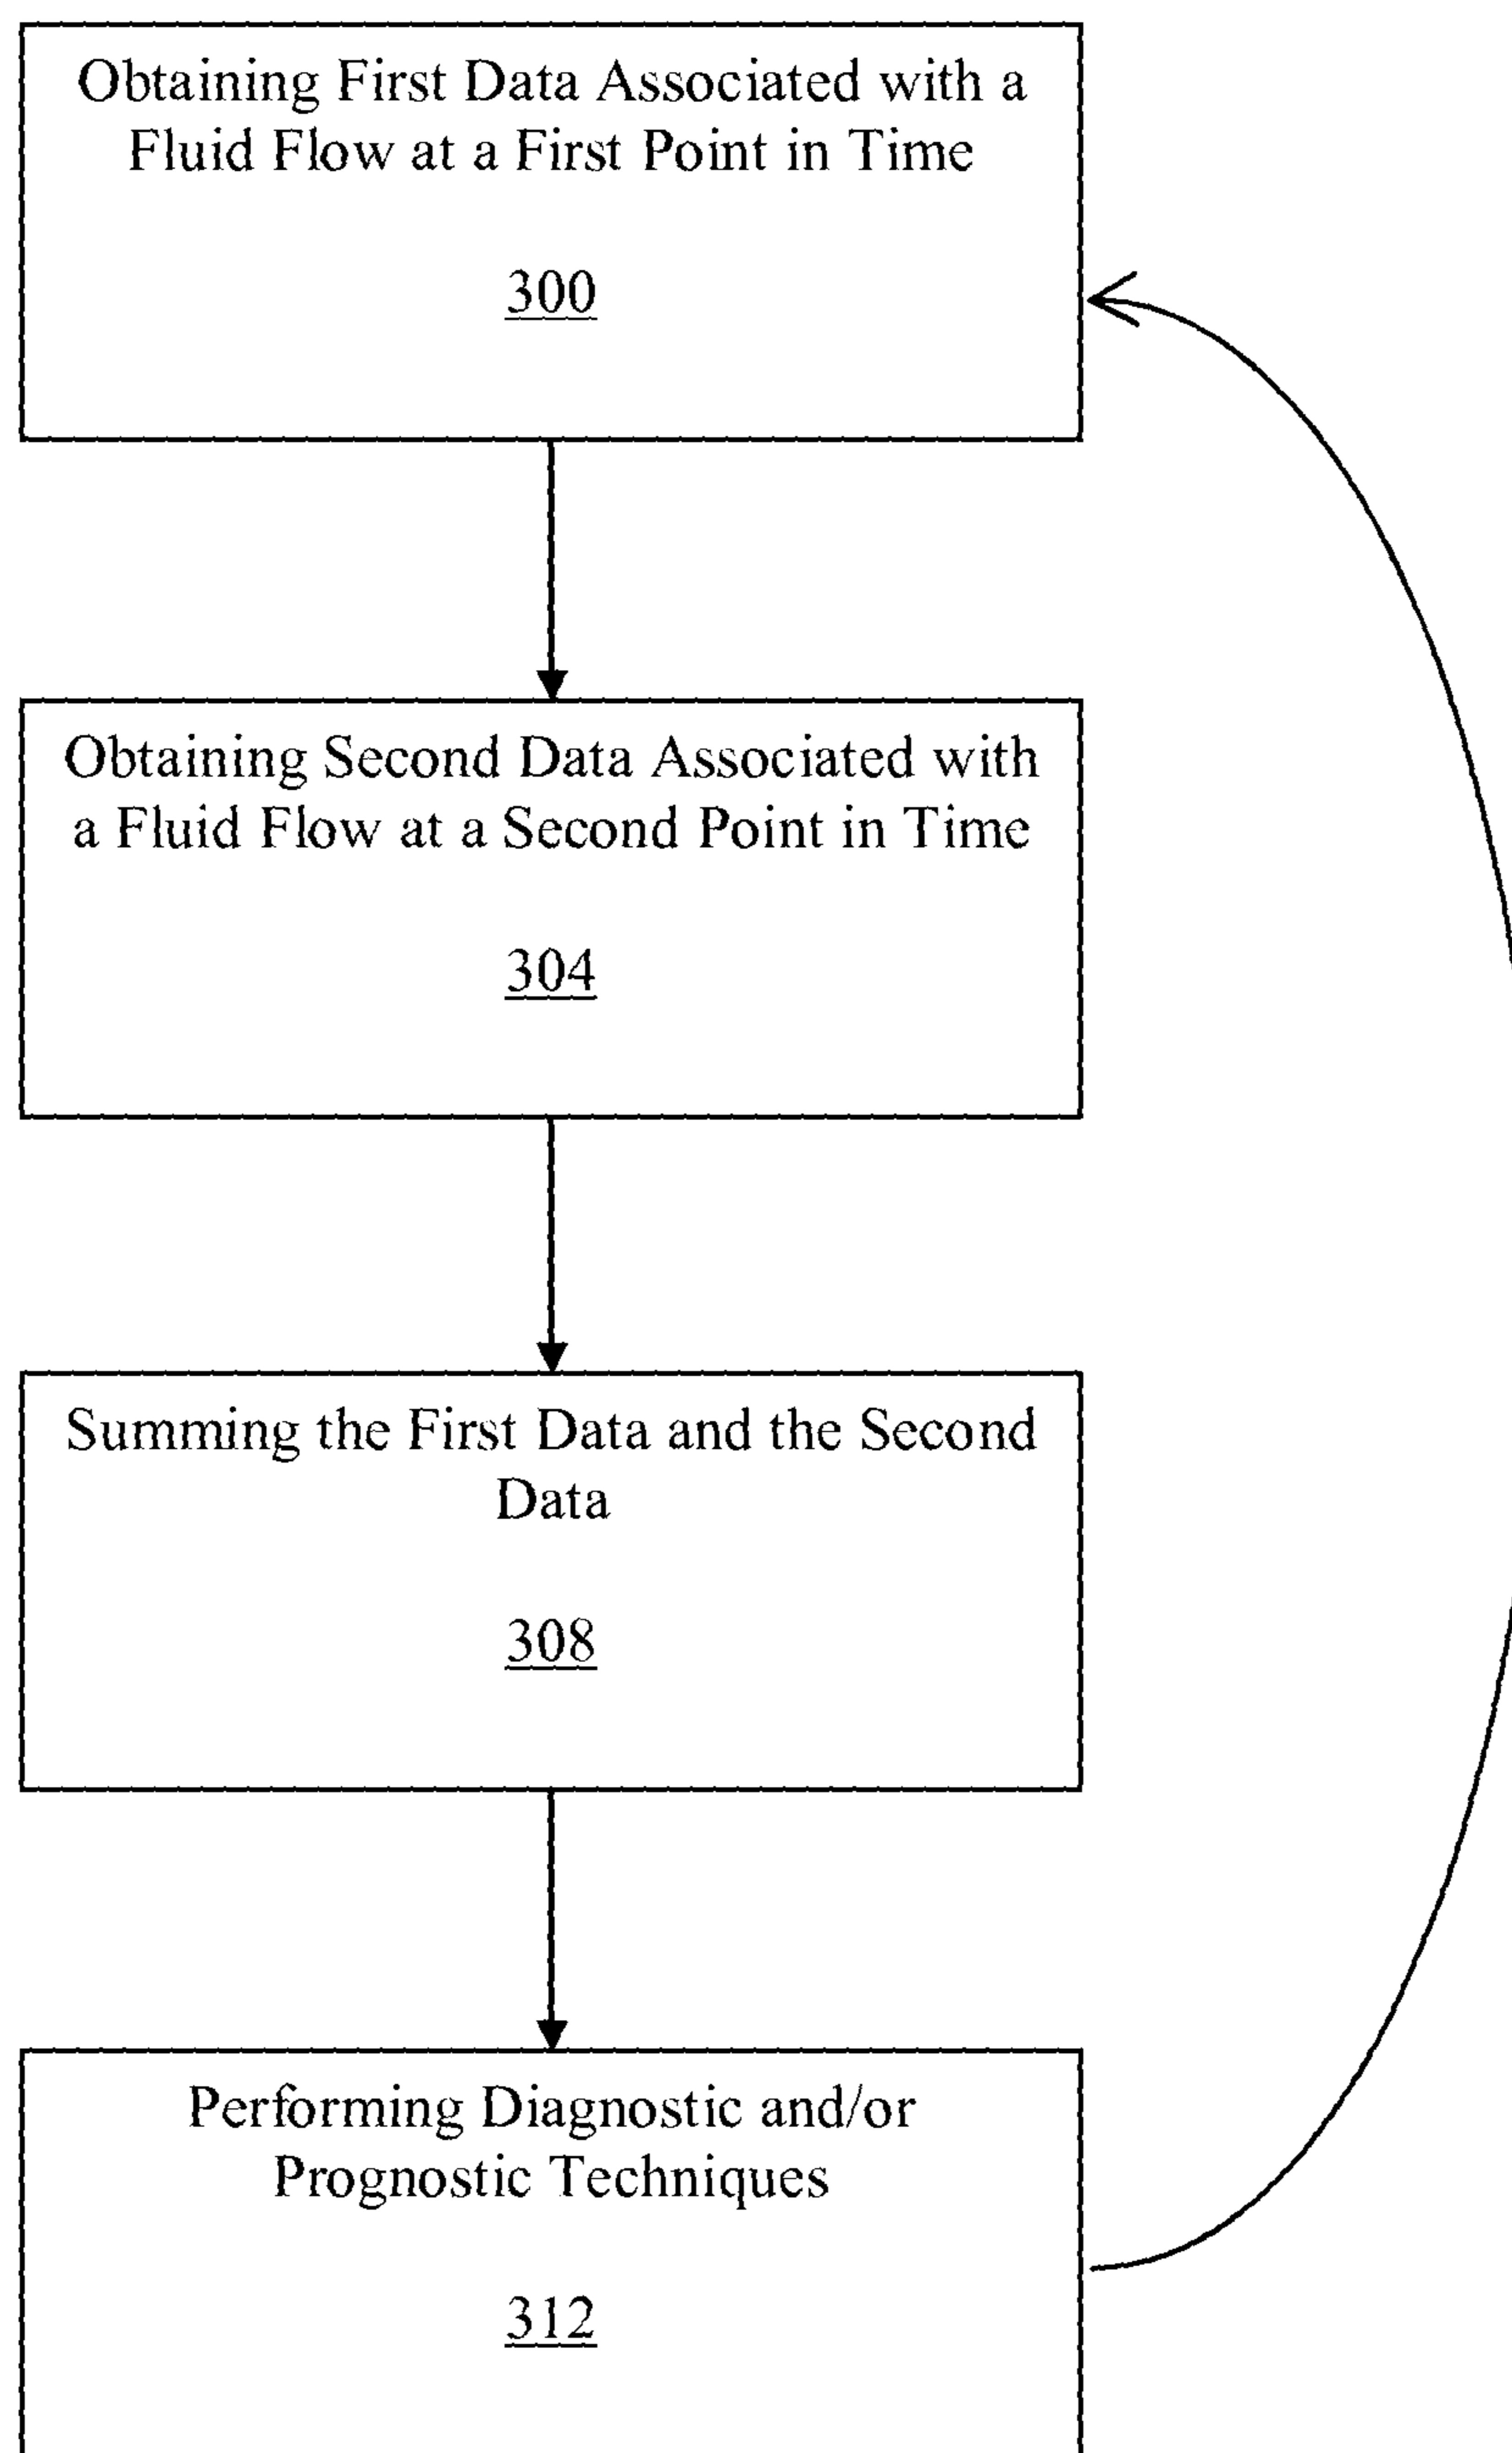 Obtaining First Data Associated with a
Fluid Flow at a First Point in Time
300
Obtaining Second Data Associated with
a Fluid Flow at a Second Point in Time
304
Summing the First Data and the Second
Data
308
Performing Diagnostic and/or
Prognostic Techniques
312